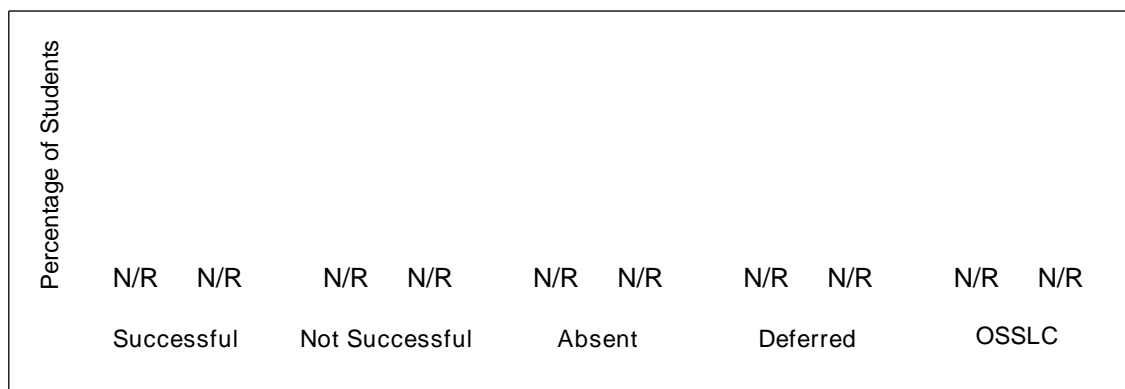 Percentage of Students
N/R N/R N/R N/R N/R N/R N/R N/R N/R N/R
Successful Not Successful Absent Deferred OSSLC